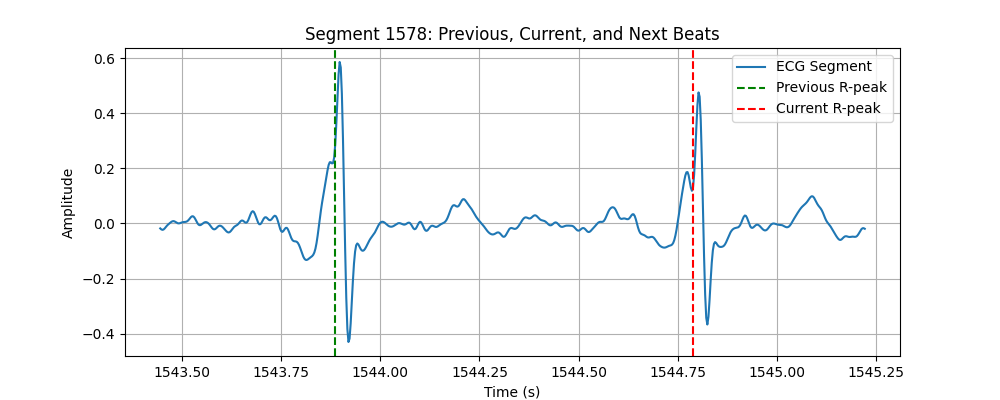 Segment 1578: Previous, Current, and Next Beats
ECG Segment
Previous R-peak
Current R-peak
0.6
0.4
0.2
0.0
−0.2
−0.4
Amplitude
1543.50 1543.75 1544.00 1544.25 1544.50 1544.75 1545.00 1545.25
Time (s)